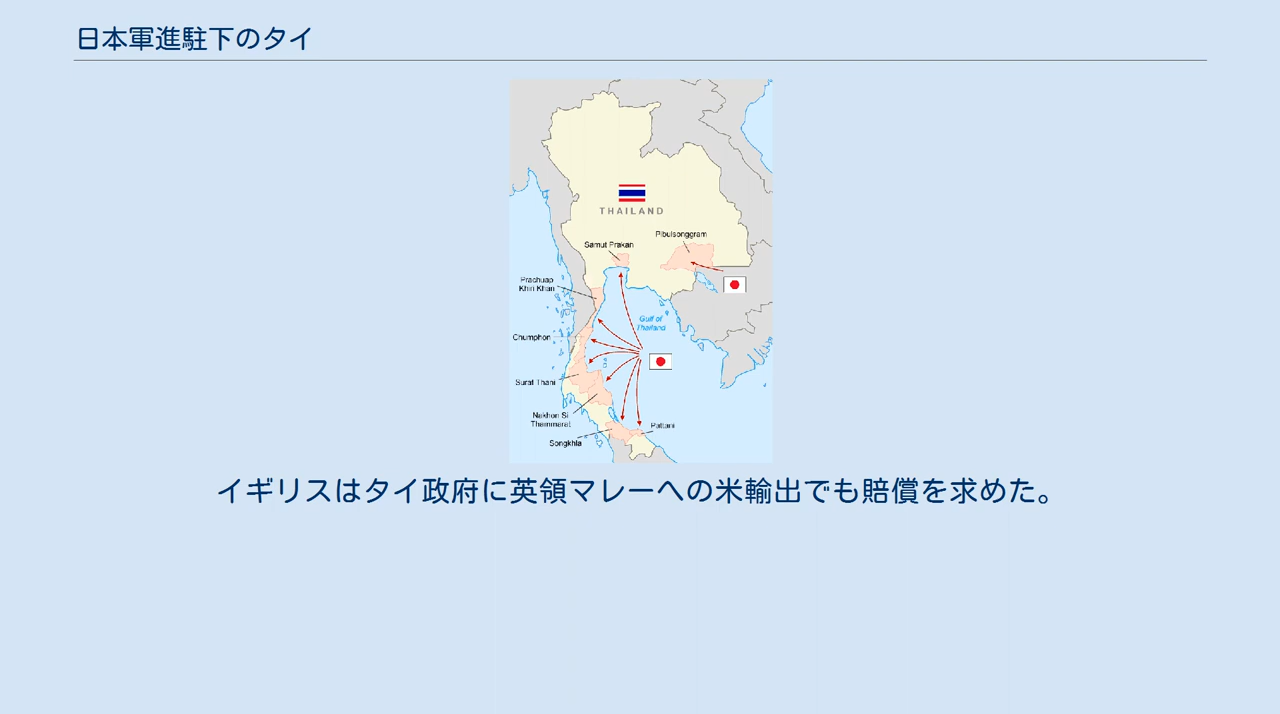 日本軍進駐下のタイ
THAILAND
Pibulsonggram
Samut Prakan
Prachuap
Khiri Khan
Gulf of
Thailand
Chumphon
Surat Thani
Nakhon Si
Thammarat
Pattani
Songkhla
イギリスはタイ政府に英領マレーへの米輸出でも賠償を求めた。